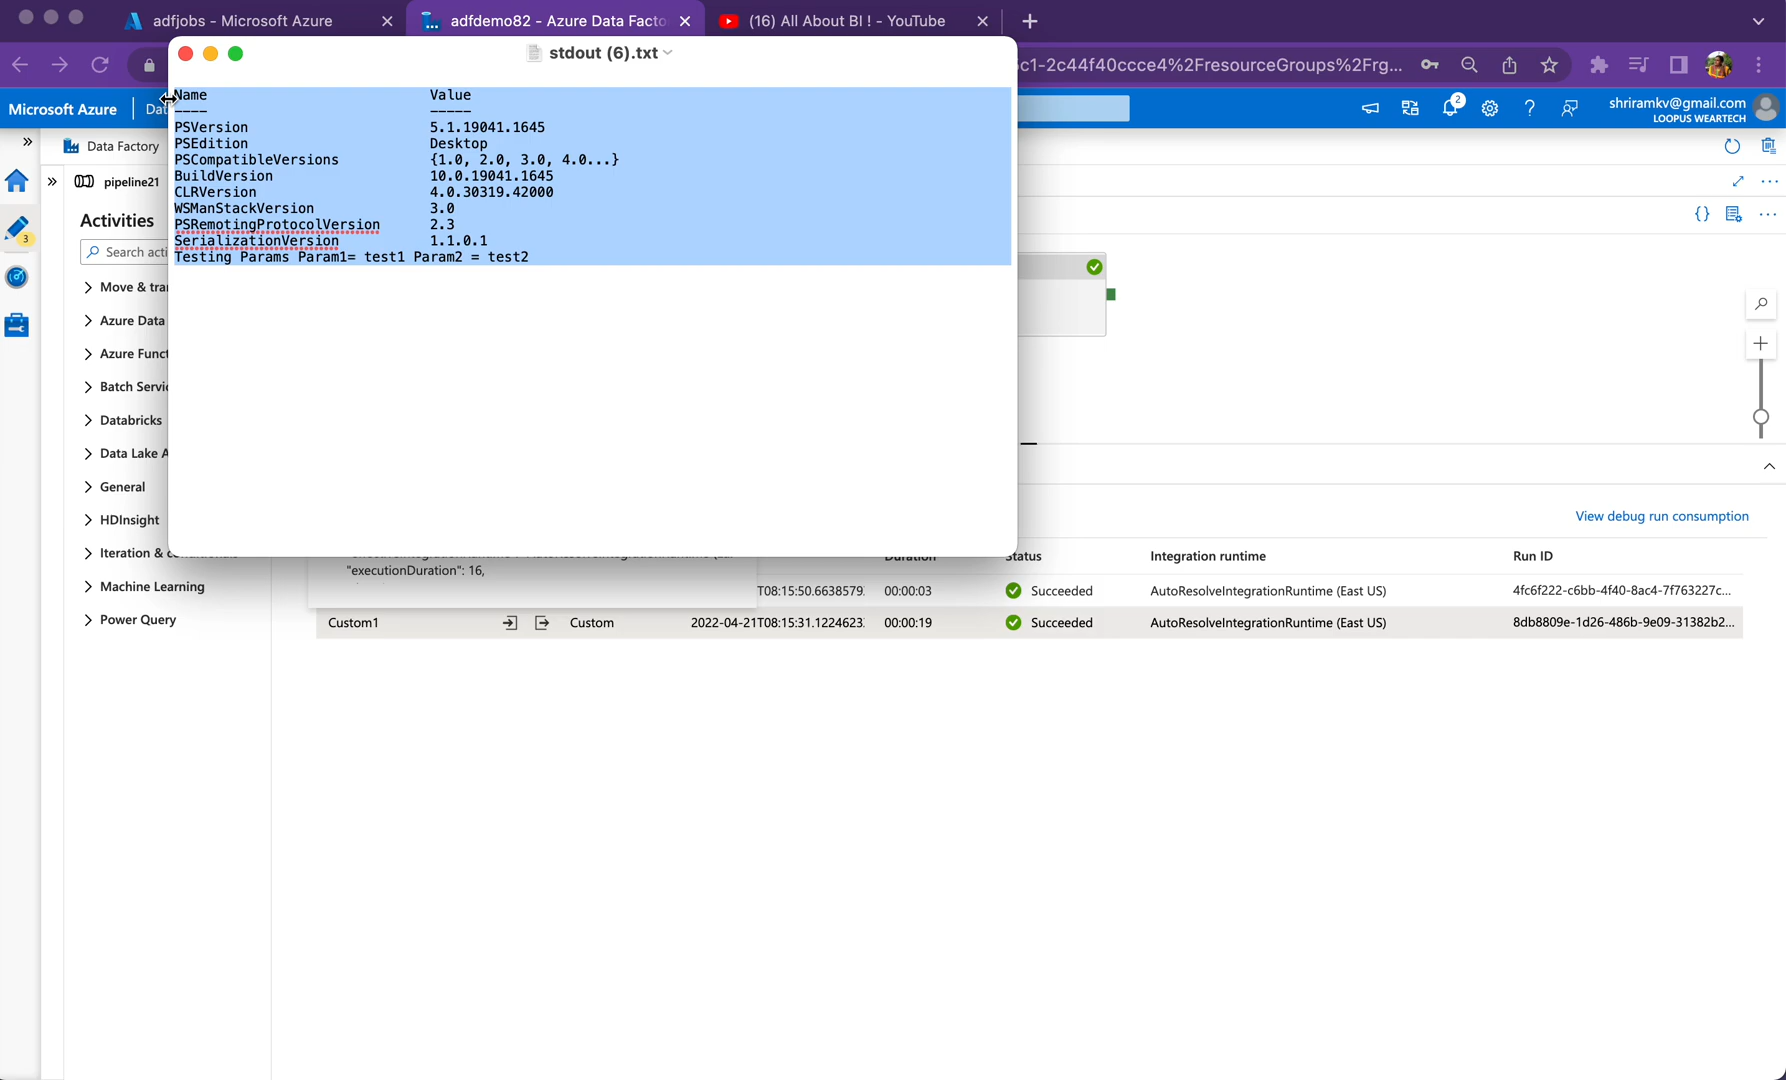 adfjobs - Microsoft Azure
adfdemo82 - Azure Data Facto
(16) All About BI ! - YouTube
stdout (6).txt
c1-2c44f40ccce4%2FresourceGroups%2Frg...
Microsoft Azure
Dat
2
shriramkv@gmail.com
LOOPUS WEARTECH
Name Value
---- -----
PSVersion 5.1.19041.1645
PSEdition Desktop
PSCompatibleVersions {1.0, 2.0, 3.0, 4.0...}
BuildVersion 10.0.19041.1645
CLRVersion 4.0.30319.42000
WSManStackVersion 3.0
PSRemotingProtocolVersion 2.3
SerializationVersion 1.1.0.1
Testing Params Param1= test1 Param2 = test2
Data Factory
pipeline21
3
Activities
Search acti
Move & tra
Azure Data
Azure Funct
Batch Servic
Databricks
Data Lake A
General
HDInsight
Iteration &
Machine Learning
Power Query
View debug run consumption
"executionDuration": 16,
Duration Status Integration runtime Run ID
T08:15:50.6638579 00:00:03 Succeeded AutoResolveIntegrationRuntime (East US) 4fc6f222-c6bb-4f40-8ac4-7f763227c...
Custom1 Custom 2022-04-21T08:15:31.1224623 00:00:19 Succeeded AutoResolveIntegrationRuntime (East US) 8db8809e-1d26-486b-9e09-31382b2...